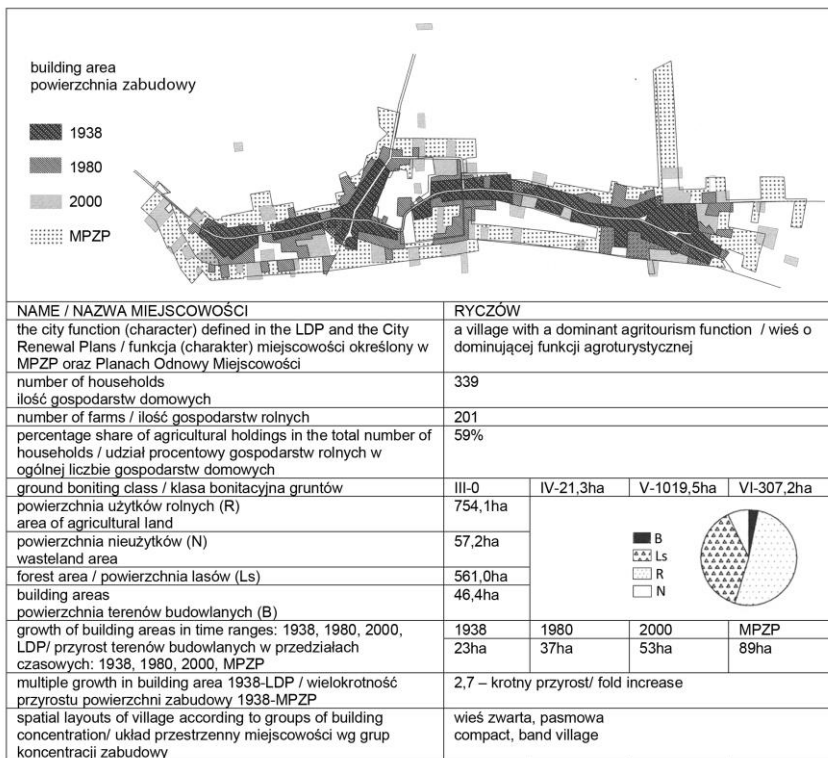 building area
powierzchnia zabudowy
1938
1980
2000
MPZP
NAME / NAZWA MIEJSCOWOŚCI
RYCZÓW
the city function (character) defined in the LDP and the City
Renewal Plans / funkcja (charakter) miejscowości określony w
MPZP oraz Planach Odnowy Miejscowości
a village with a dominant agritourism function / wieś o
dominującej funkcji agroturystycznej
number of households
ilość gospodarstw domowych
339
number of farms / ilość gospodarstw rolnych
201
percentage share of agricultural holdings in the total number of
households / udział procentowy gospodarstw rolnych w
ogólnej liczbie gospodarstw domowych
59%
ground boniting class / klasa bonitacyjna gruntów
III-0
IV-21,3ha
V-1019,5ha
VI-307,2ha
powierzchnia użytków rolnych (R)
area of agricultural land
754,1ha
powierzchnia nieużytków (N)
wasteland area
57,2ha
forest area / powierzchnia lasów (Ls)
561,0ha
building areas
powierzchnia terenów budowlanych (B)
46,4ha
B
Ls
R
N
growth of building areas in time ranges: 1938, 1980, 2000,
LDP/ przyrost terenów budowlanych w przedziałach
czasowych: 1938, 1980, 2000, MPZP
1938
1980
2000
MPZP
23ha
37ha
53ha
89ha
multiple growth in building area 1938-LDP / wielokrotność
przyrostu powierzchni zabudowy 1938-MPZP
2,7 – krotny przyrost/ fold increase
spatial layouts of village according to groups of building
concentration/ układ przestrzenny miejscowości wg grup
koncentracji zabudowy
wieś zwarta, pasmowa
compact, band village